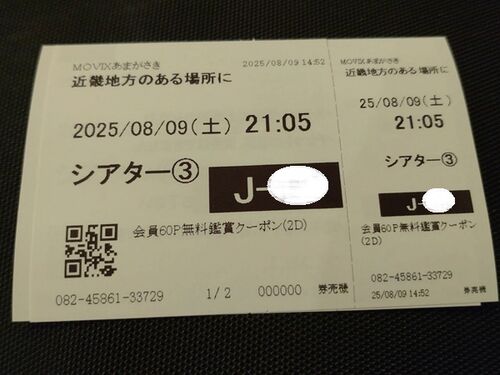 MOVIXあまがさき 2025/08/09 14:52
近畿地方のある場所に
2025/08/09(土) 21:05
シアター③
J-
会員60P無料鑑賞クーポン(2D)
082-45861-33729 1/2 000000 券売機
MOVIXあまがさき
近畿地方のある場所に
25/08/09(土)
21:05
シアター③
J-
会員60P無料鑑賞クーポン
(2D)
082-45861-33729
25/08/09 14:52 券売機